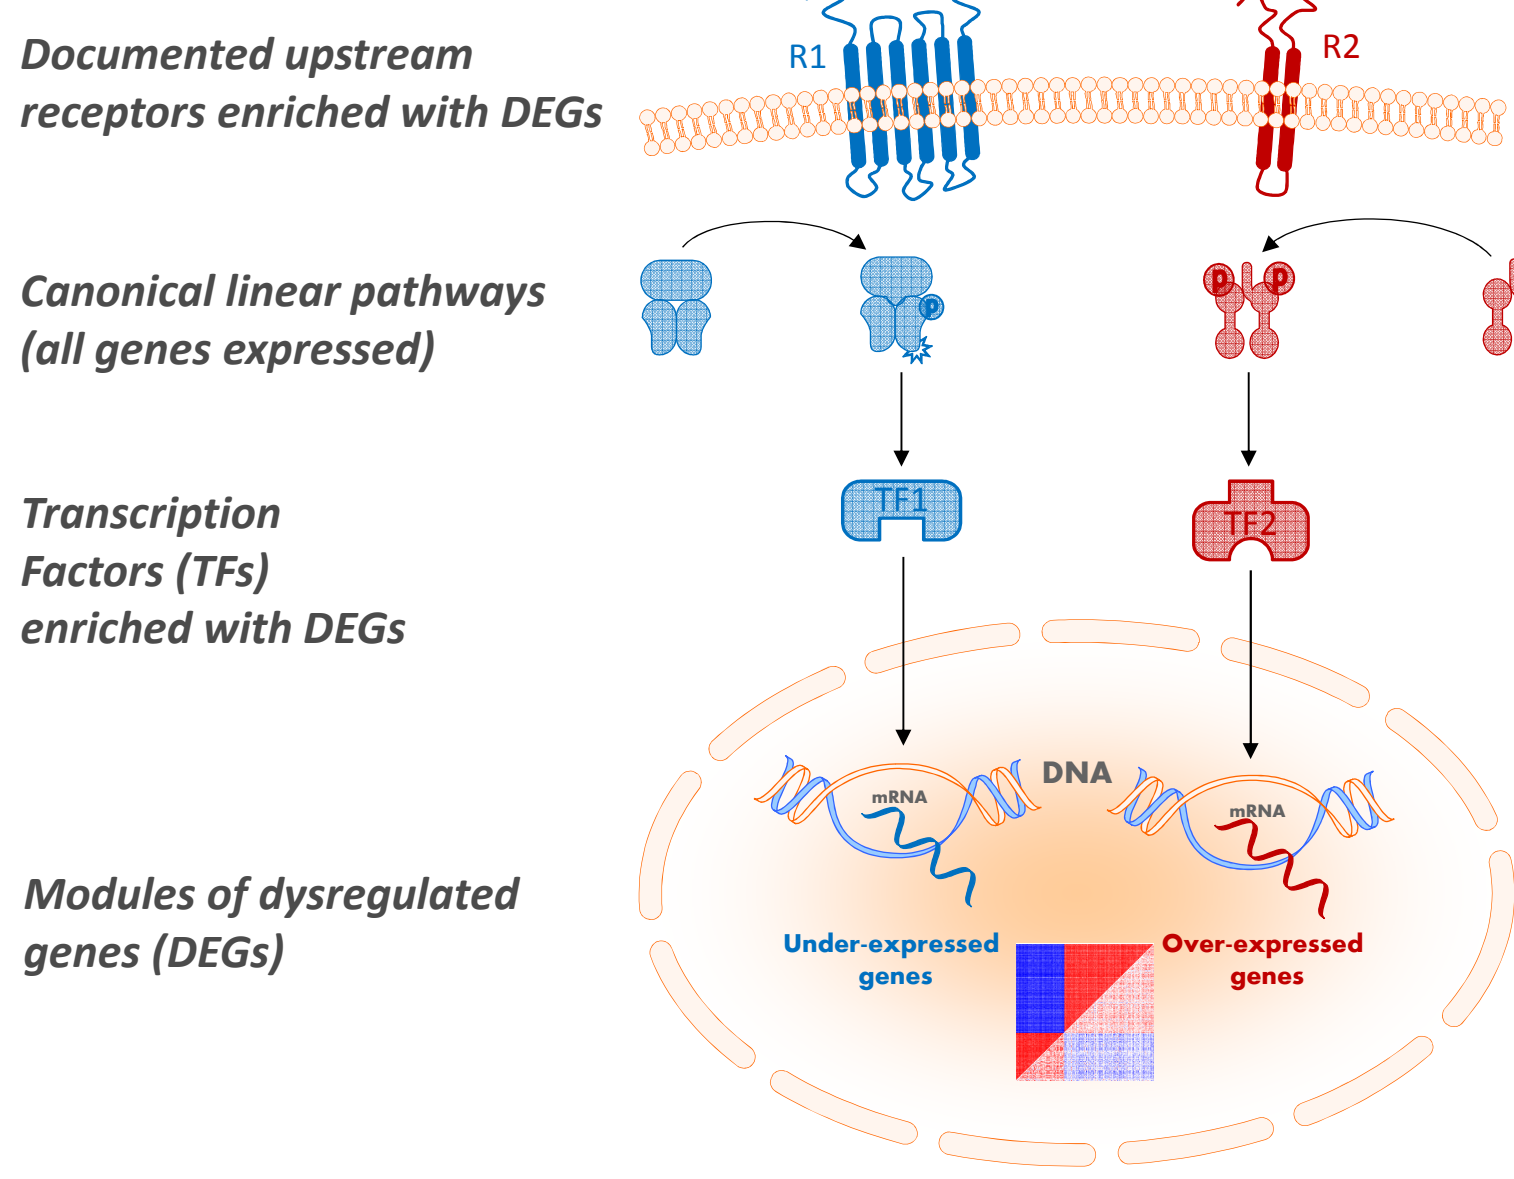 Documented upstream
receptors enriched with DEGs
R1
R2
Canonical linear pathways
(all genes expressed)
p
p
p
Transcription
Factors (TFs)
enriched with DEGs
TF1
TF2
DNA
mRNA
mRNA
Modules of dysregulated
genes (DEGs)
Under-expressed
genes
Over-expressed
genes